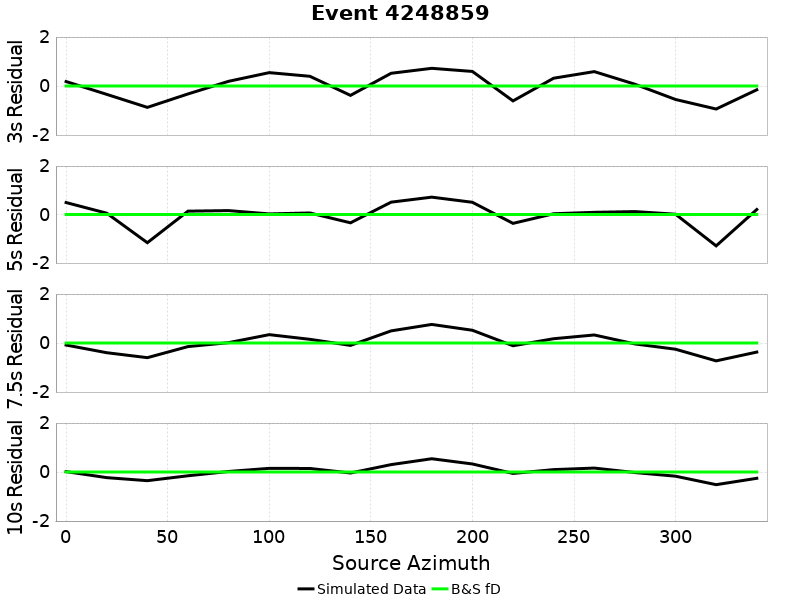 Event 4248859
3s Residual
2
0
-2
5s Residual
2
0
-2
7.5s Residual
2
0
-2
10s Residual
2
0
-2
0 50 100 150 200 250 300
Source Azimuth
Simulated Data B&S fD